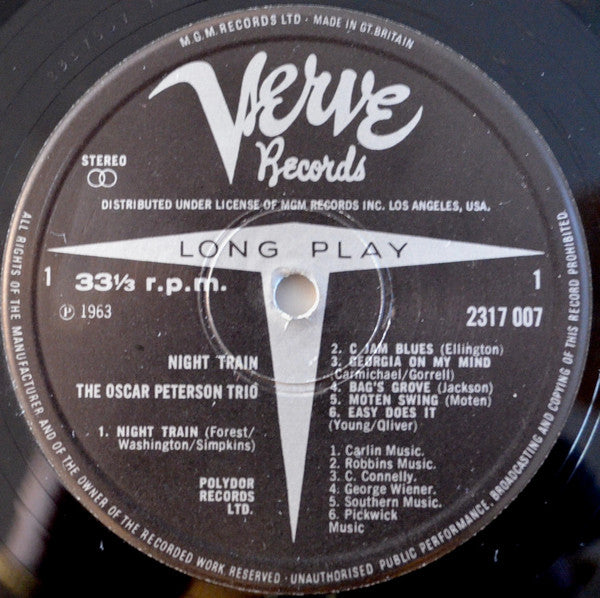 M.G.M. RECORDS LTD · MADE IN GT. BRITAIN
Verve
Records
STEREO
DISTRIBUTED UNDER LICENSE OF MGM RECORDS INC. LOS ANGELES, USA.
LONG PLAY
1 33⅓ r.p.m. 1
℗ 1963
2317 007
NIGHT TRAIN
THE OSCAR PETERSON TRIO
1. NIGHT TRAIN (Forest/
Washington/Simpkins)
POLYDOR
RECORDS
LTD.
2. C JAM BLUES (Ellington)
3. GEORGIA ON MY MIND
(Carmichael/Gorrell)
4. BAG'S GROVE (Jackson)
5. MOTEN SWING (Moten)
6. EASY DOES IT
(Young/Qliver)
1. Carlin Music.
2. Robbins Music.
3. C. Connelly.
4. George Wiener.
5. Southern Music.
6. Pickwick
Music
ALL RIGHTS OF THE MANUFACTURER AND OF THE OWNER OF THE RECORDED WORK RESERVED · UNAUTHORISED PUBLIC PERFORMANCE, BROADCASTING AND COPYING OF THIS RECORD PROHIBITED.